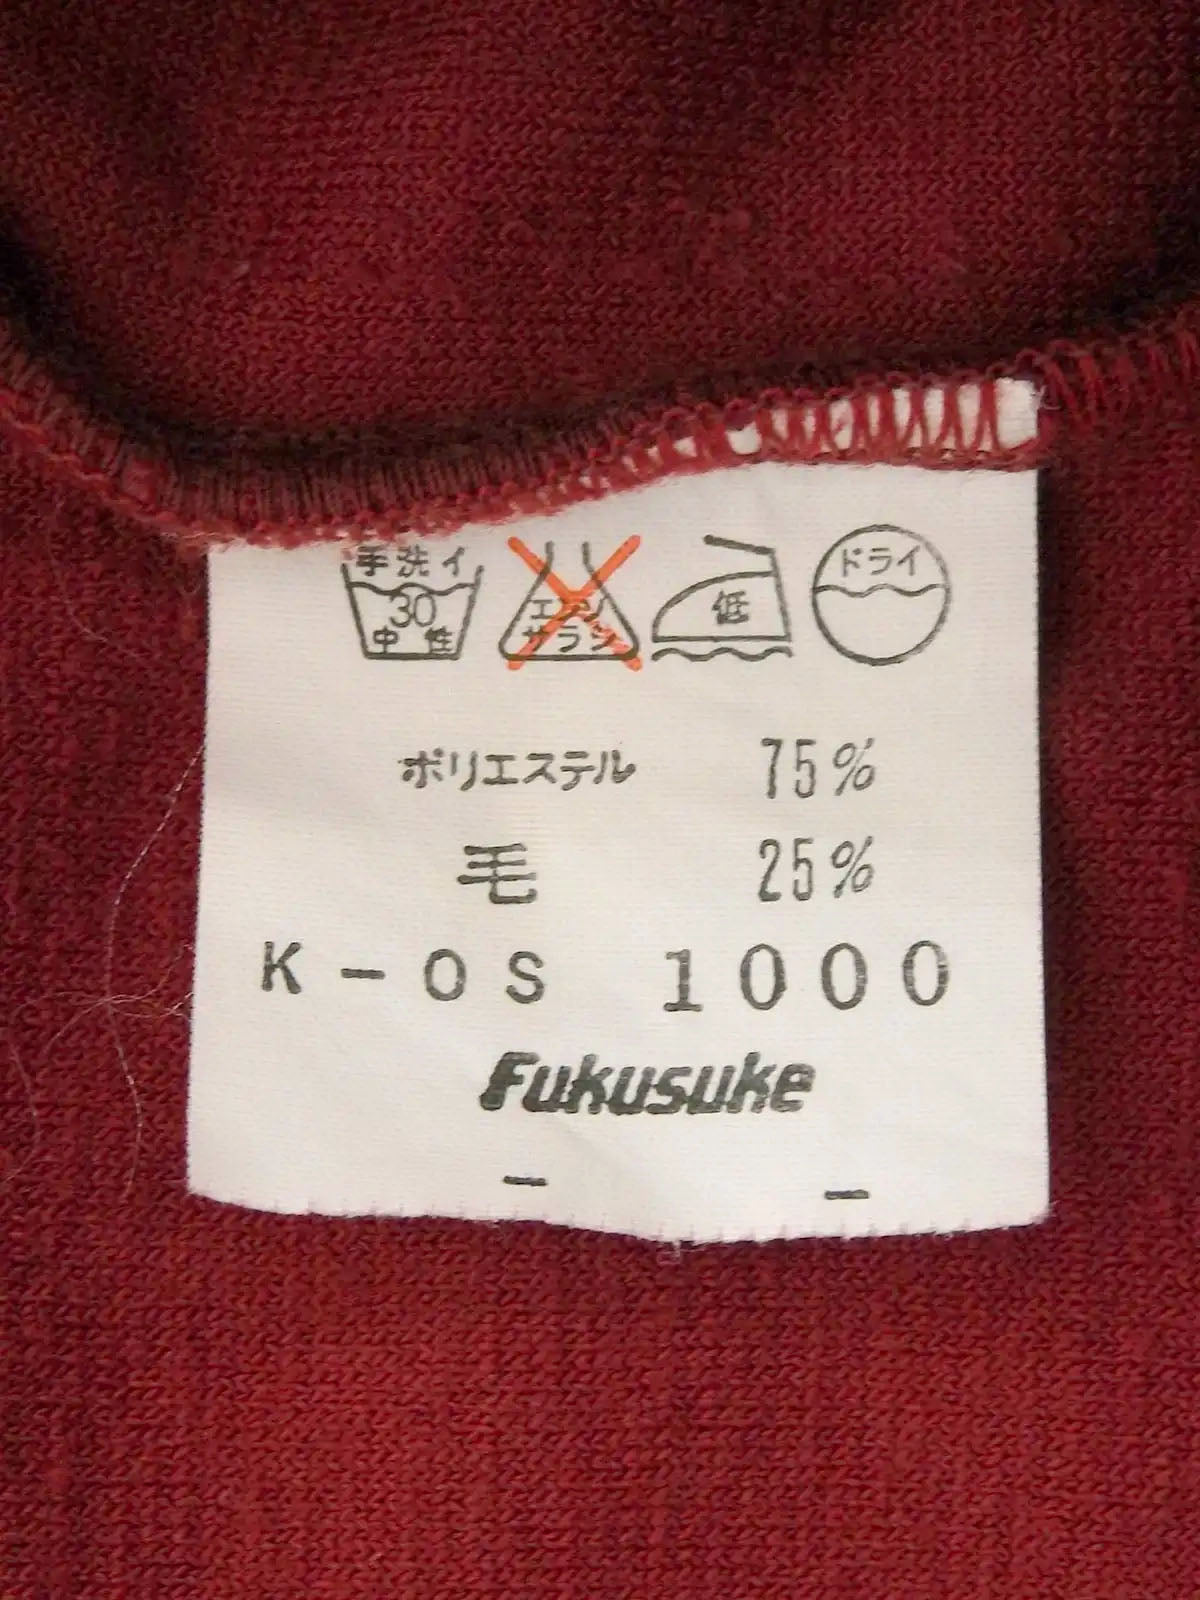 手洗イ ドライ
30 エンソ 低
中性 サラシ
ポリエステル 75%
毛 25%
K-OS 1000
Fukusuke
- -